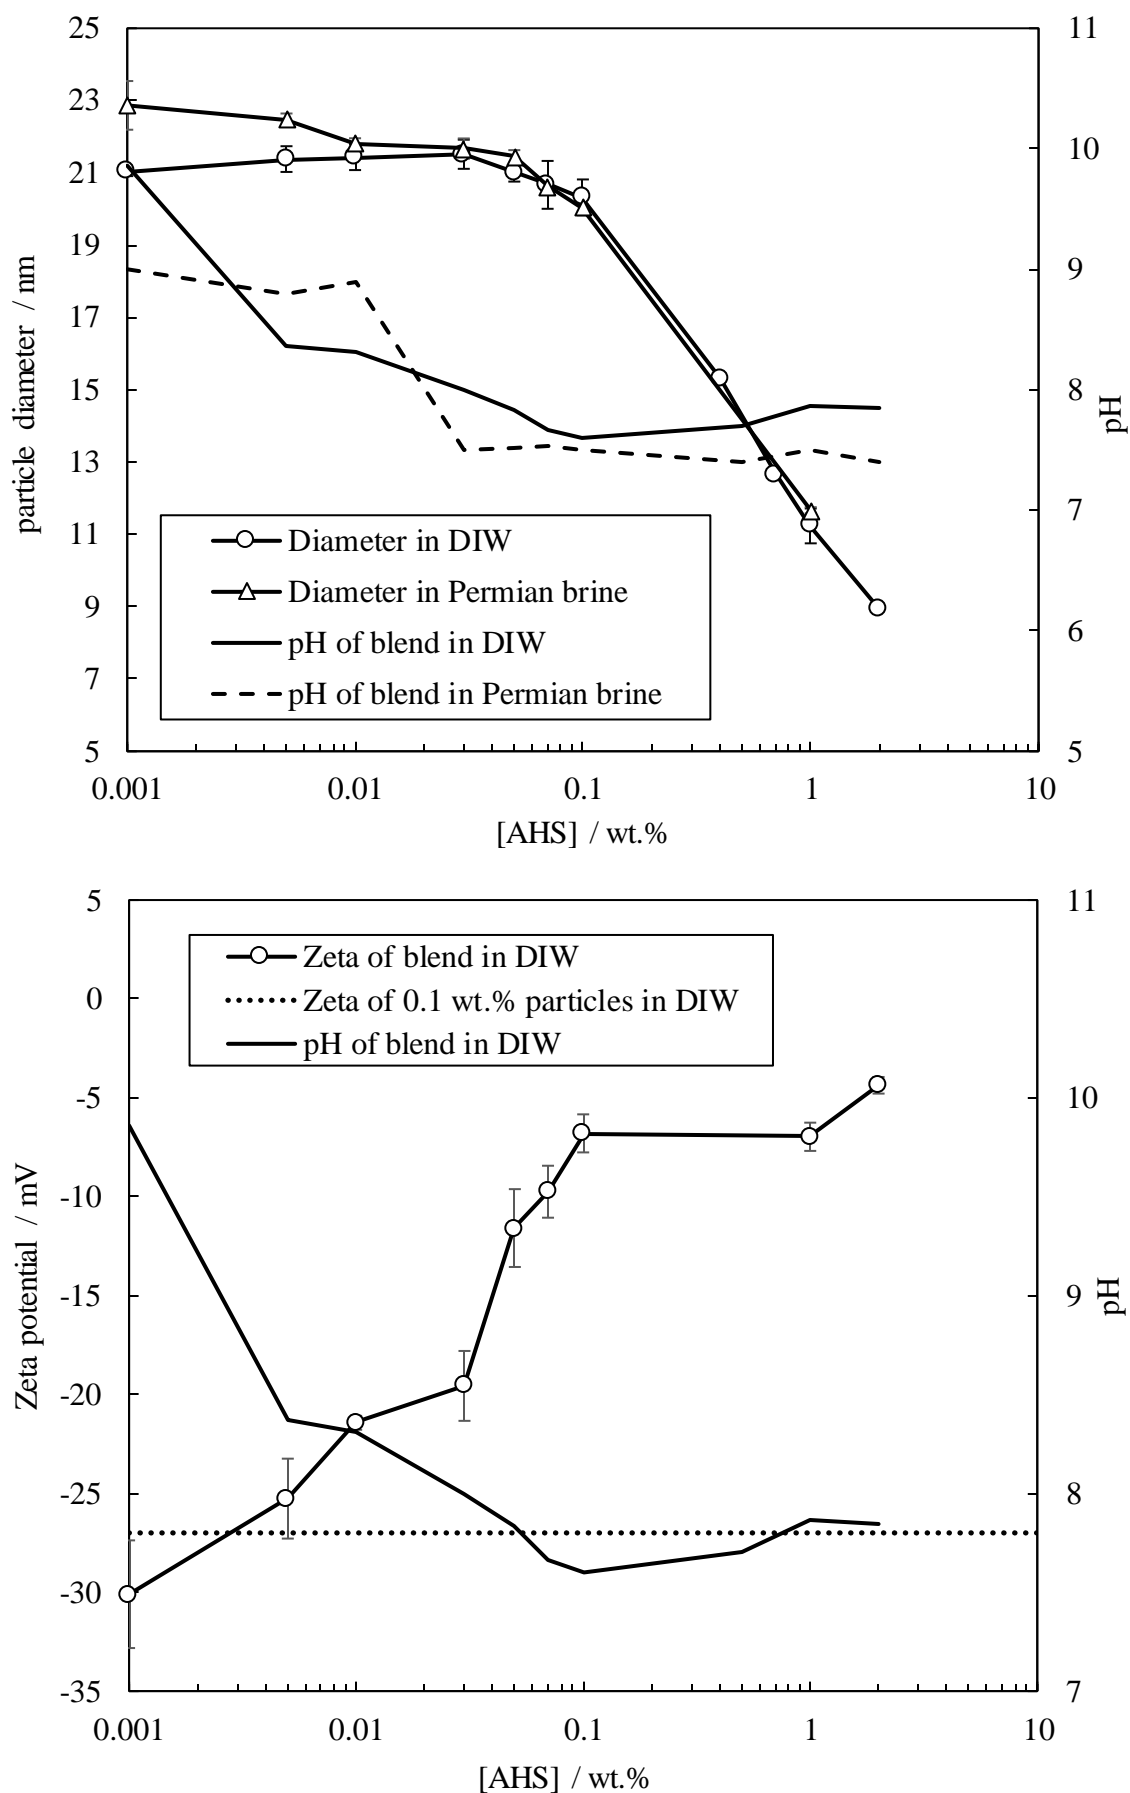 25
23
21
19
17
15
13
11
9
7
5
particle diameter / nm
11
10
9
8
7
6
5
pH
Diameter in DIW
Diameter in Permian brine
pH of blend in DIW
pH of blend in Permian brine
0.001 0.01 0.1 1 10
[AHS] / wt.%
5
0
-5
-10
-15
-20
-25
-30
-35
Zeta potential / mV
11
10
9
8
7
pH
Zeta of blend in DIW
Zeta of 0.1 wt.% particles in DIW
pH of blend in DIW
0.001 0.01 0.1 1 10
[AHS] / wt.%